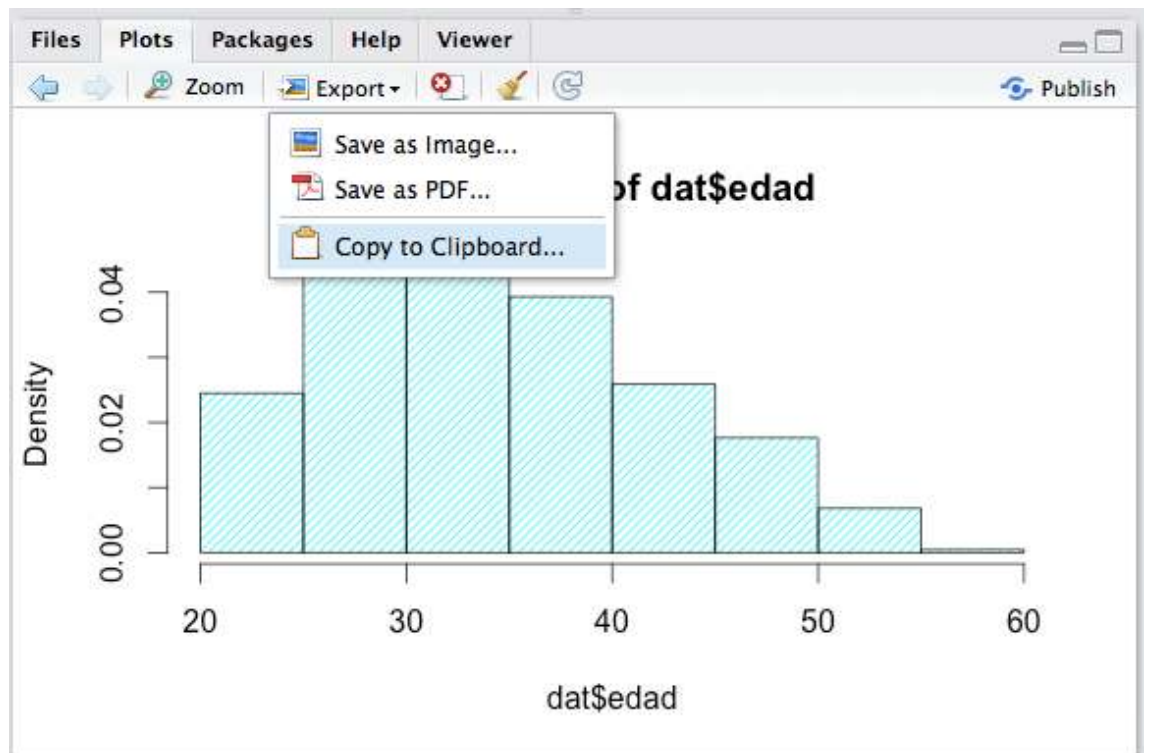 Files Plots Packages Help Viewer
Zoom Export Publish
Save as Image...
Save as PDF...
Copy to Clipboard...
of dat$edad
Density
0.04
0.02
0.00
20 30 40 50 60
dat$edad